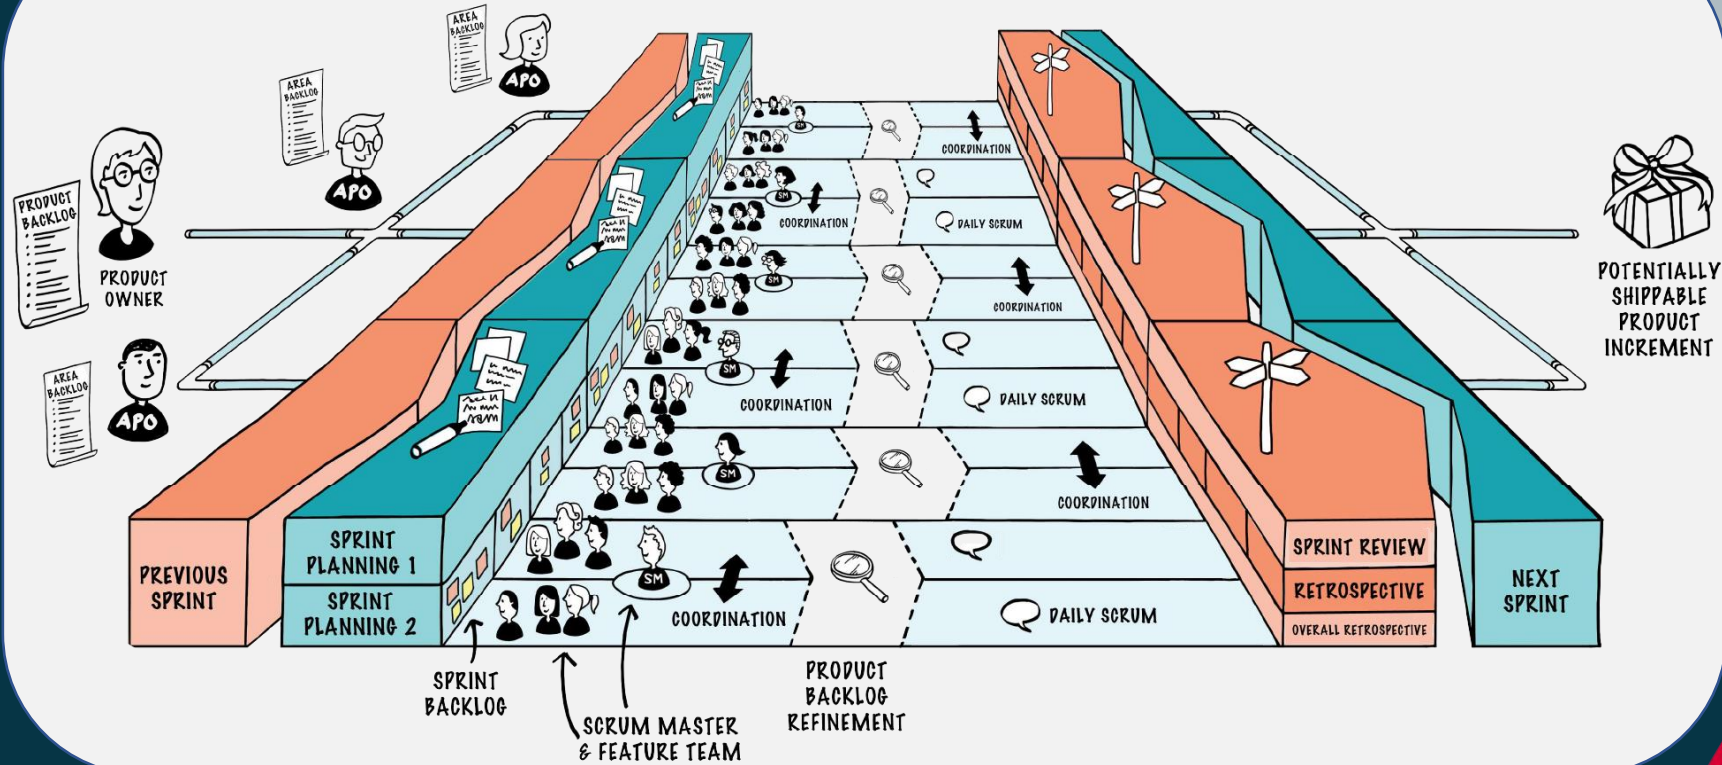 AREA
BACKLOG
APO
AREA
BACKLOG
APO
PRODUCT
BACKLOG
PRODUCT
OWNER
AREA
BACKLOG
APO
PREVIOUS
SPRINT
SPRINT
PLANNING 1
SPRINT
PLANNING 2
SM
COORDINATION
SM
COORDINATION
DAILY SCRUM
SM
COORDINATION
SM
COORDINATION
DAILY SCRUM
SM
COORDINATION
SM
COORDINATION
DAILY SCRUM
SPRINT
BACKLOG
SCRUM MASTER
& FEATURE TEAM
PRODUCT
BACKLOG
REFINEMENT
SPRINT REVIEW
RETROSPECTIVE
OVERALL RETROSPECTIVE
NEXT
SPRINT
POTENTIALLY
SHIPPABLE
PRODUCT
INCREMENT